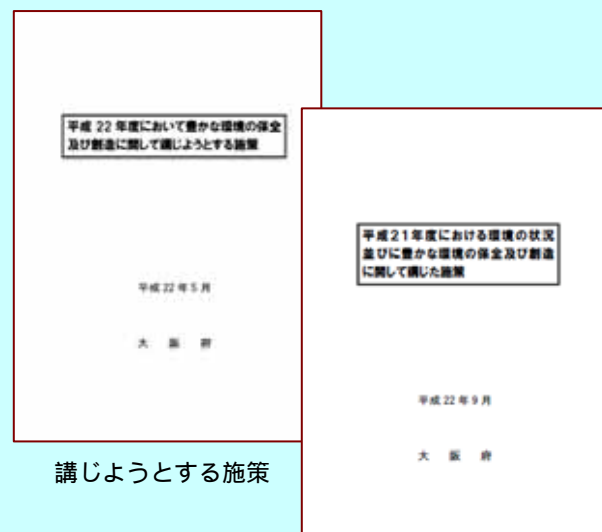 平成 22 年度において豊かな環境の保全
及び創造に関して講じようとする施策
平成 22 年 5 月
大 阪 府
講じようとする施策
平成21年度における環境の状況
並びに豊かな環境の保全及び創造
に関して講じた施策
平成 22 年 9 月
大 阪 府